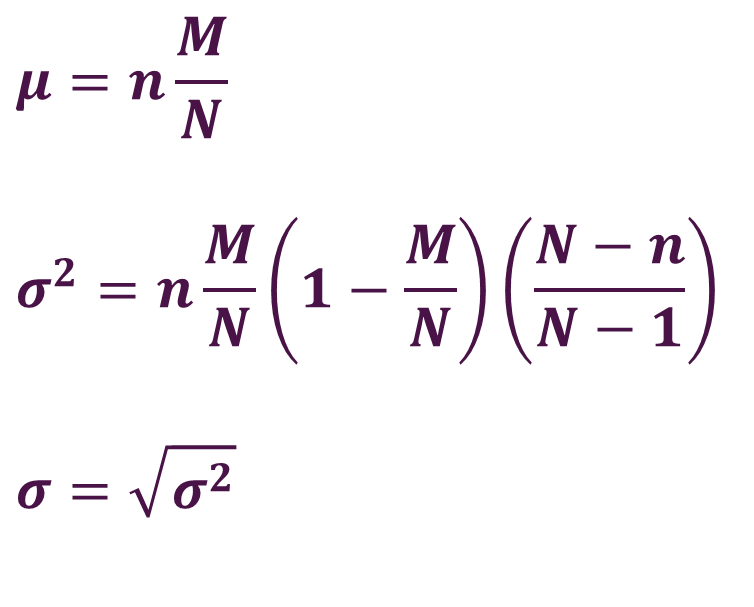 μ = n M/N
σ² = n M/N (1 − M/N) ((N − n)/(N − 1))
σ = √σ²